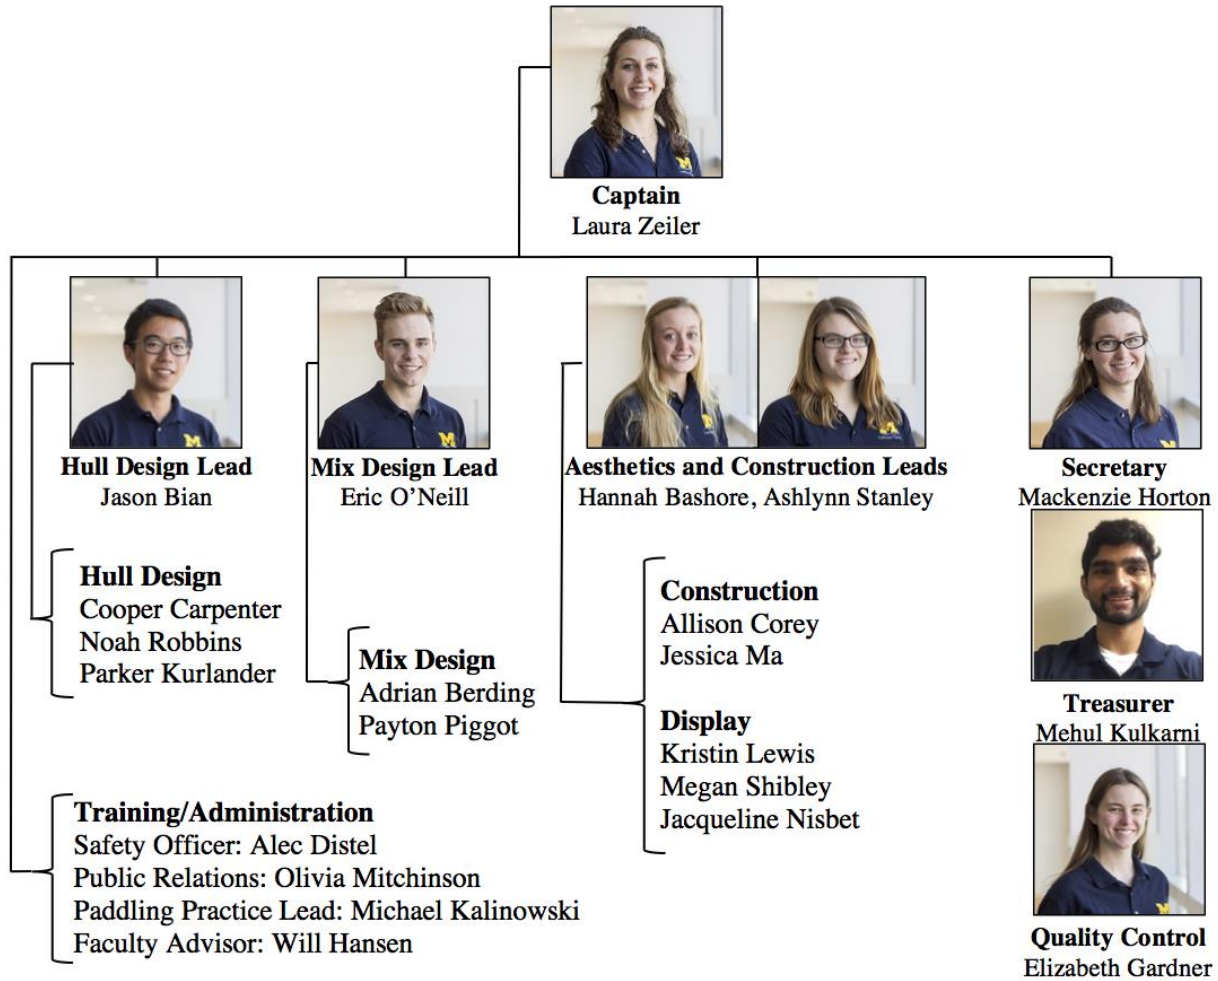 Captain
Laura Zeiler
Hull Design Lead
Jason Bian
Mix Design Lead
Eric O’Neill
Aesthetics and Construction Leads
Hannah Bashore, Ashlynn Stanley
Secretary
Mackenzie Horton
Hull Design
Cooper Carpenter
Noah Robbins
Parker Kurlander
Mix Design
Adrian Berding
Payton Piggot
Construction
Allison Corey
Jessica Ma
Display
Kristin Lewis
Megan Shibley
Jacqueline Nisbet
Treasurer
Mehul Kulkarni
Training/Administration
Safety Officer: Alec Distel
Public Relations: Olivia Mitchinson
Paddling Practice Lead: Michael Kalinowski
Faculty Advisor: Will Hansen
Quality Control
Elizabeth Gardner